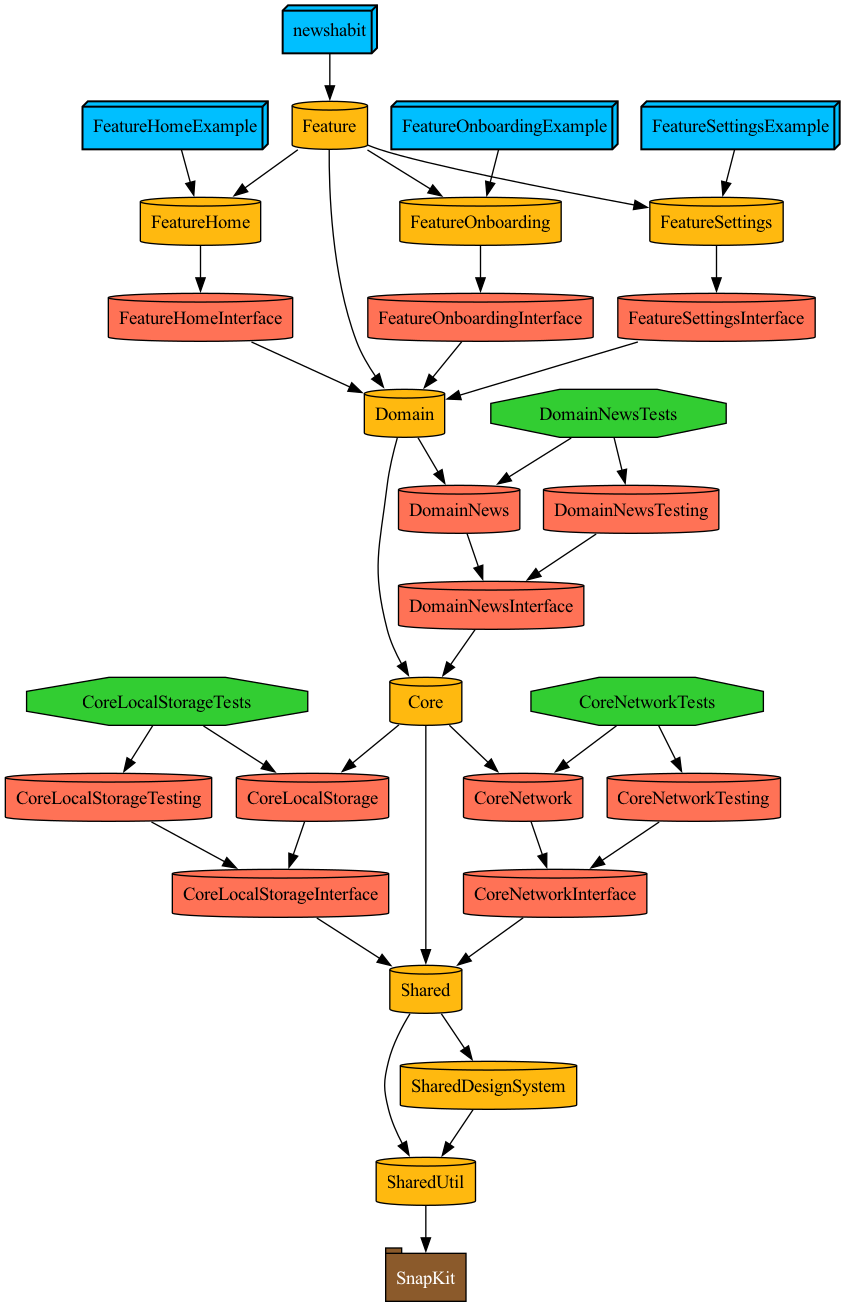 newshabit
FeatureHomeExample
Feature
FeatureOnboardingExample
FeatureSettingsExample
FeatureHome
FeatureOnboarding
FeatureSettings
FeatureHomeInterface
FeatureOnboardingInterface
FeatureSettingsInterface
Domain
DomainNewsTests
DomainNews
DomainNewsTesting
DomainNewsInterface
CoreLocalStorageTests
Core
CoreNetworkTests
CoreLocalStorageTesting
CoreLocalStorage
CoreNetwork
CoreNetworkTesting
CoreLocalStorageInterface
CoreNetworkInterface
Shared
SharedDesignSystem
SharedUtil
SnapKit